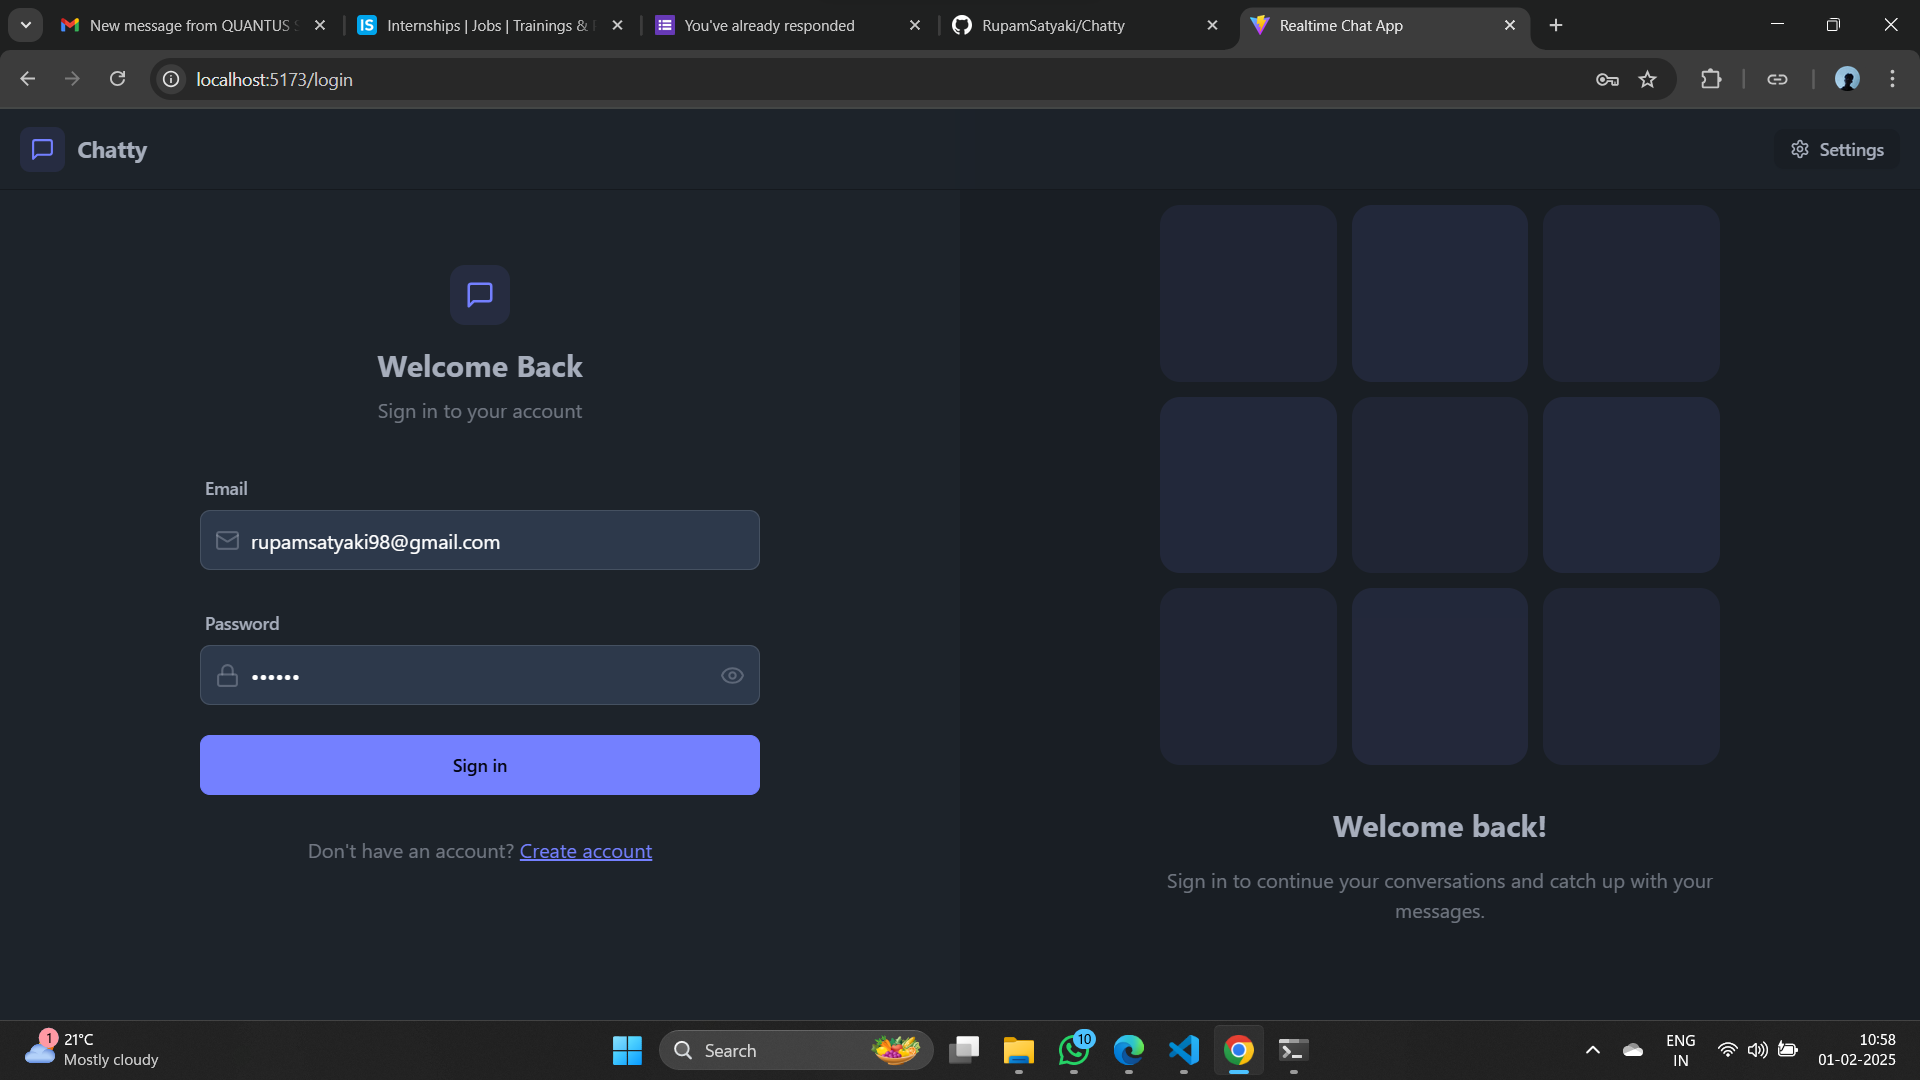 New message from QUANTUS
Internships | Jobs | Trainings &
You've already responded
RupamSatyaki/Chatty
Realtime Chat App
localhost:5173/login
Chatty
Settings
Welcome Back
Sign in to your account
Email
rupamsatyaki98@gmail.com
Password
••••••
Sign in
Don't have an account? Create account
Welcome back!
Sign in to continue your conversations and catch up with your
messages.
1
21°C
Mostly cloudy
Search
10
ENG
IN
10:58
01-02-2025